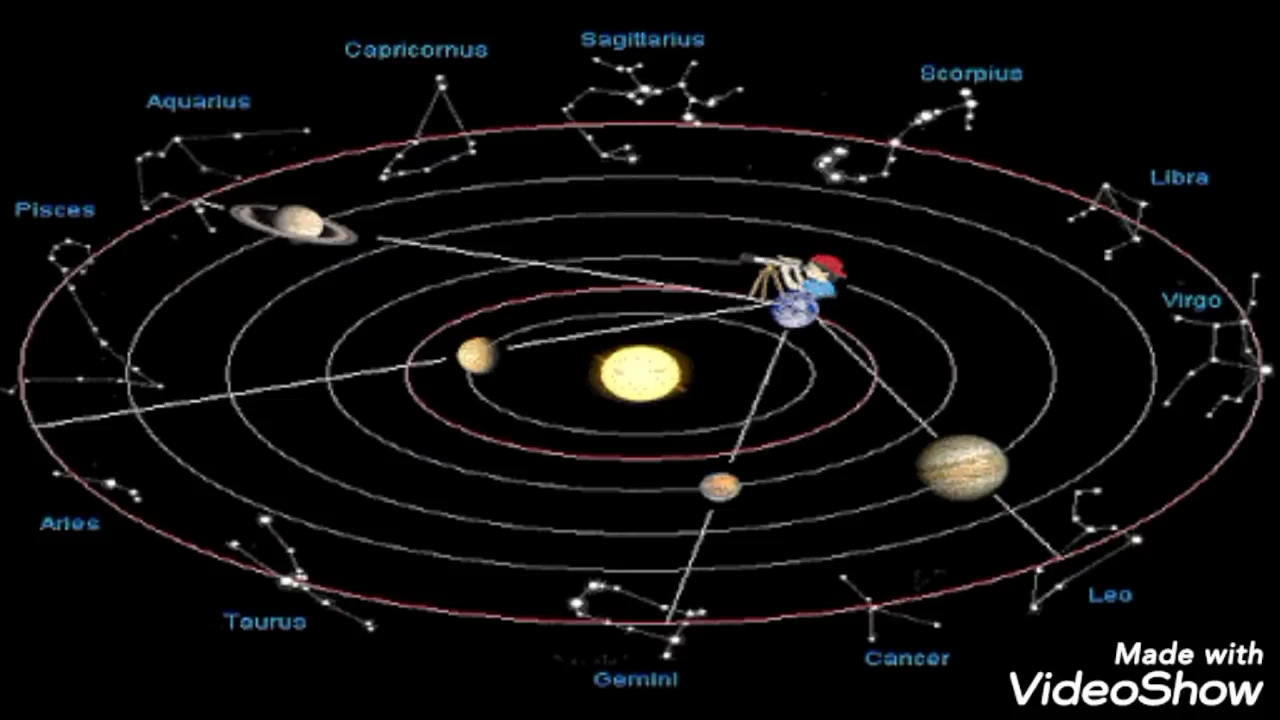 Sagittarius
Capricornus
Scorpius
Aquarius
Libra
Pisces
Virgo
Aries
Leo
Taurus
Cancer
Gemini
Made with
VideoShow